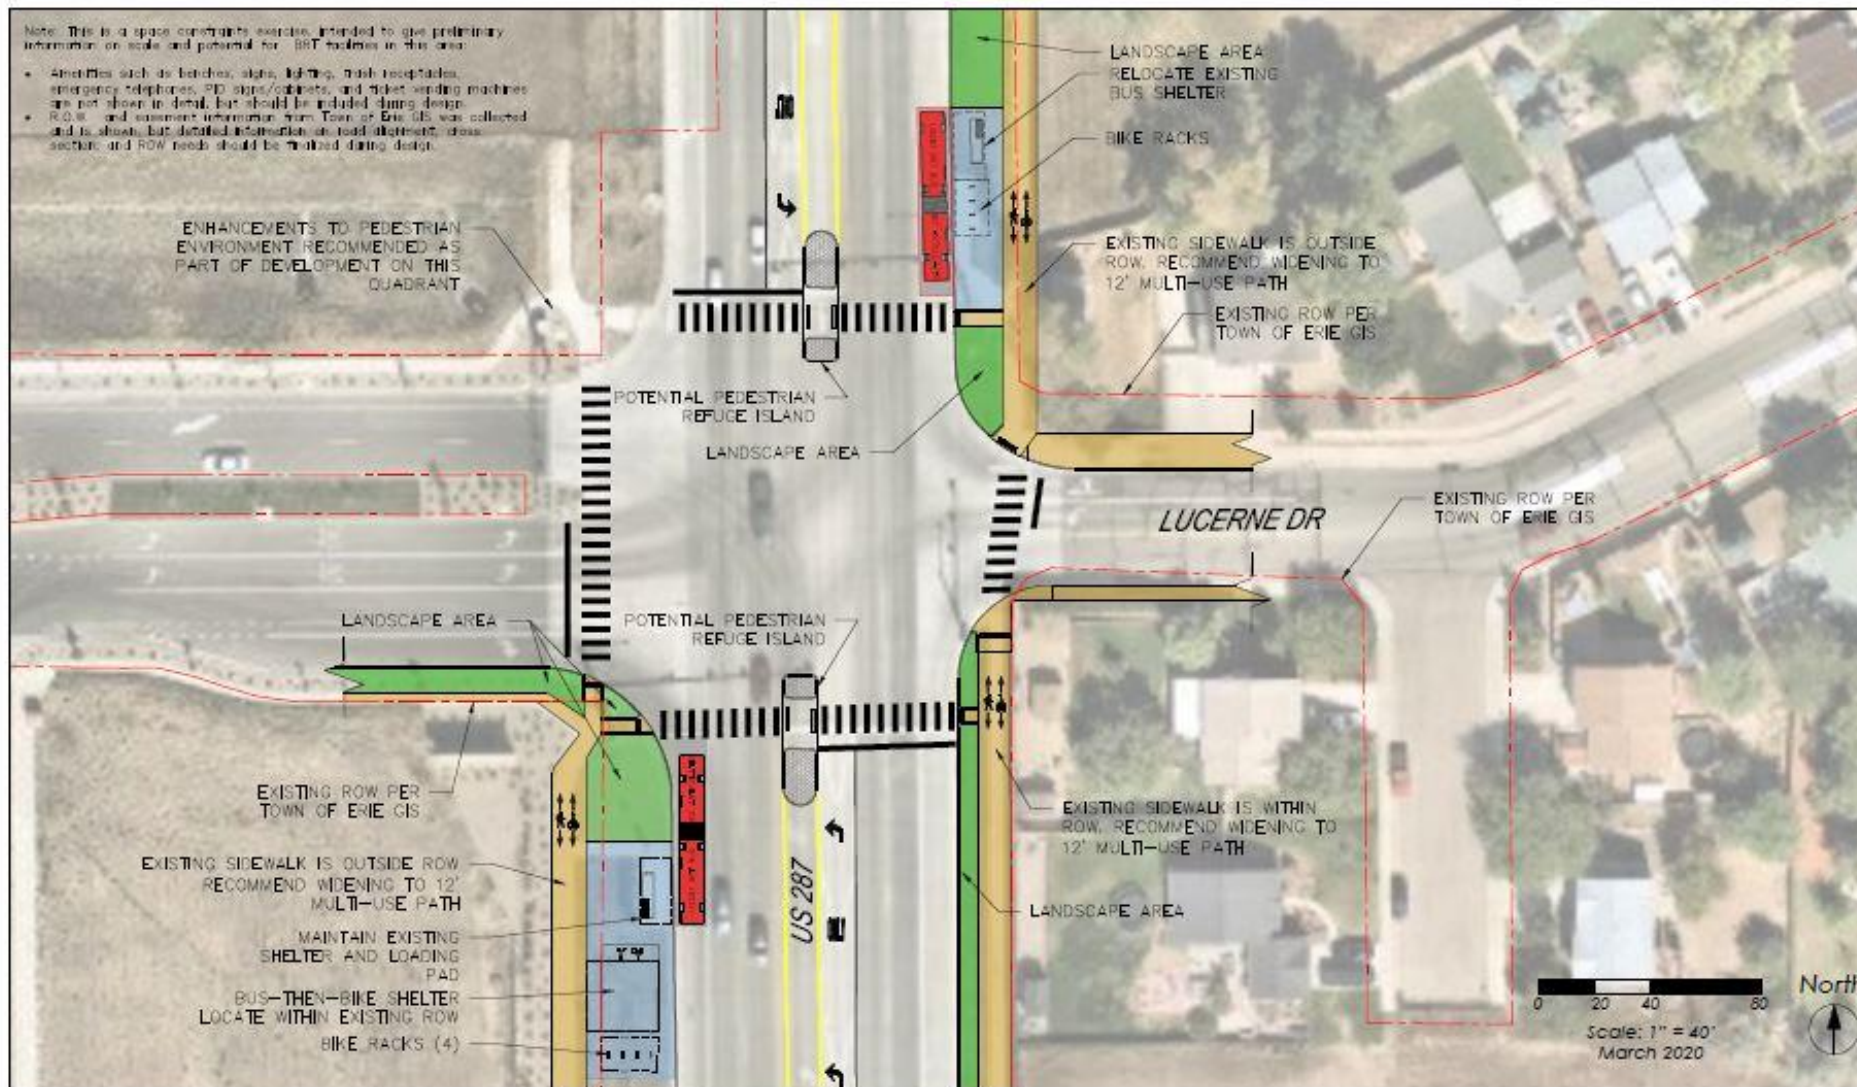 Note: This is a space constraints exercise, intended to give preliminary
information on scale and potential for BRT facilities in this area:
• Amenities such as benches, signs, lighting, trash receptacles,
emergency telephones, PID signs/cabinets, and ticket vending machines
are not shown in detail, but should be included during design.
• R.O.W. and easement information from Town of Erie GIS was collected
and is shown, but detailed information on road alignment, cross
section, and ROW needs should be finalized during design.
LANDSCAPE AREA
RELOCATE EXISTING
BUS SHELTER
BIKE RACKS
ENHANCEMENTS TO PEDESTRIAN
ENVIRONMENT RECOMMENDED AS
PART OF DEVELOPMENT ON THIS
QUADRANT
EXISTING SIDEWALK IS OUTSIDE
ROW, RECOMMEND WIDENING TO
12' MULTI-USE PATH
EXISTING ROW PER
TOWN OF ERIE GIS
POTENTIAL PEDESTRIAN
REFUGE ISLAND
LANDSCAPE AREA
LUCERNE DR
EXISTING ROW PER
TOWN OF ERIE GIS
LANDSCAPE AREA
POTENTIAL PEDESTRIAN
REFUGE ISLAND
EXISTING ROW PER
TOWN OF ERIE GIS
EXISTING SIDEWALK IS WITHIN
ROW, RECOMMEND WIDENING TO
12' MULTI-USE PATH
EXISTING SIDEWALK IS OUTSIDE ROW
RECOMMEND WIDENING TO 12'
MULTI-USE PATH
US 287
LANDSCAPE AREA
MAINTAIN EXISTING
SHELTER AND LOADING
PAD
BUS-THEN-BIKE SHELTER
LOCATE WITHIN EXISTING ROW
BIKE RACKS (4)
0 20 40 80
Scale: 1" = 40'
March 2020
North